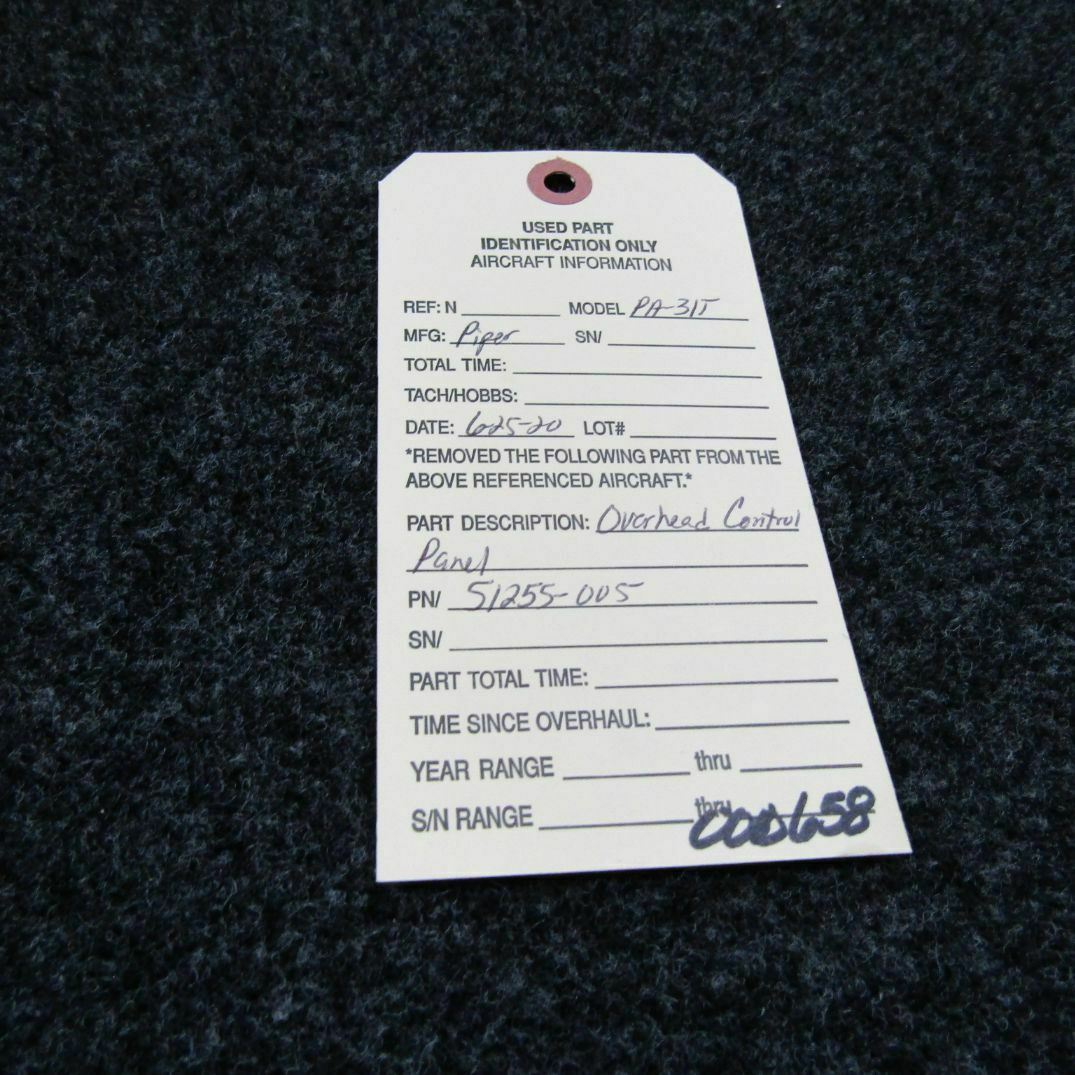 USED PART
IDENTIFICATION ONLY
AIRCRAFT INFORMATION
REF: N MODEL PA-31T
MFG: Piper SN/
TOTAL TIME:
TACH/HOBBS:
DATE: 6-25-20 LOT#
*REMOVED THE FOLLOWING PART FROM THE
ABOVE REFERENCED AIRCRAFT.*
PART DESCRIPTION: Overhead Control
Panel
PN/ 51255-005
SN/
PART TOTAL TIME:
TIME SINCE OVERHAUL:
YEAR RANGE thru
S/N RANGE thru
000658